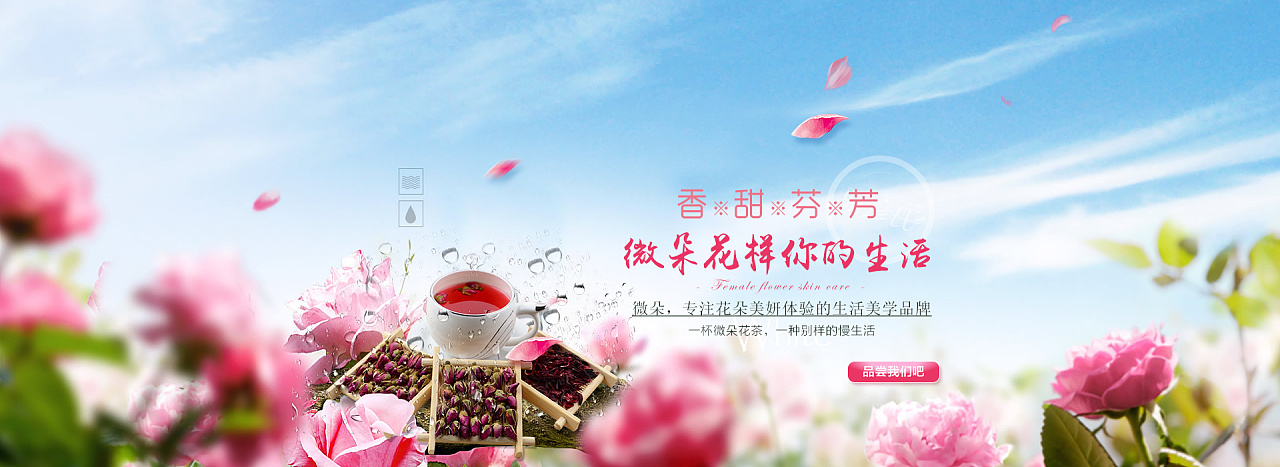 香※甜※芬※芳
微朵花样你的生活
- Female flower skin care -
微朵，专注花朵美妍体验的生活美学品牌
一杯微朵花茶，一种别样的慢生活
品尝我们吧